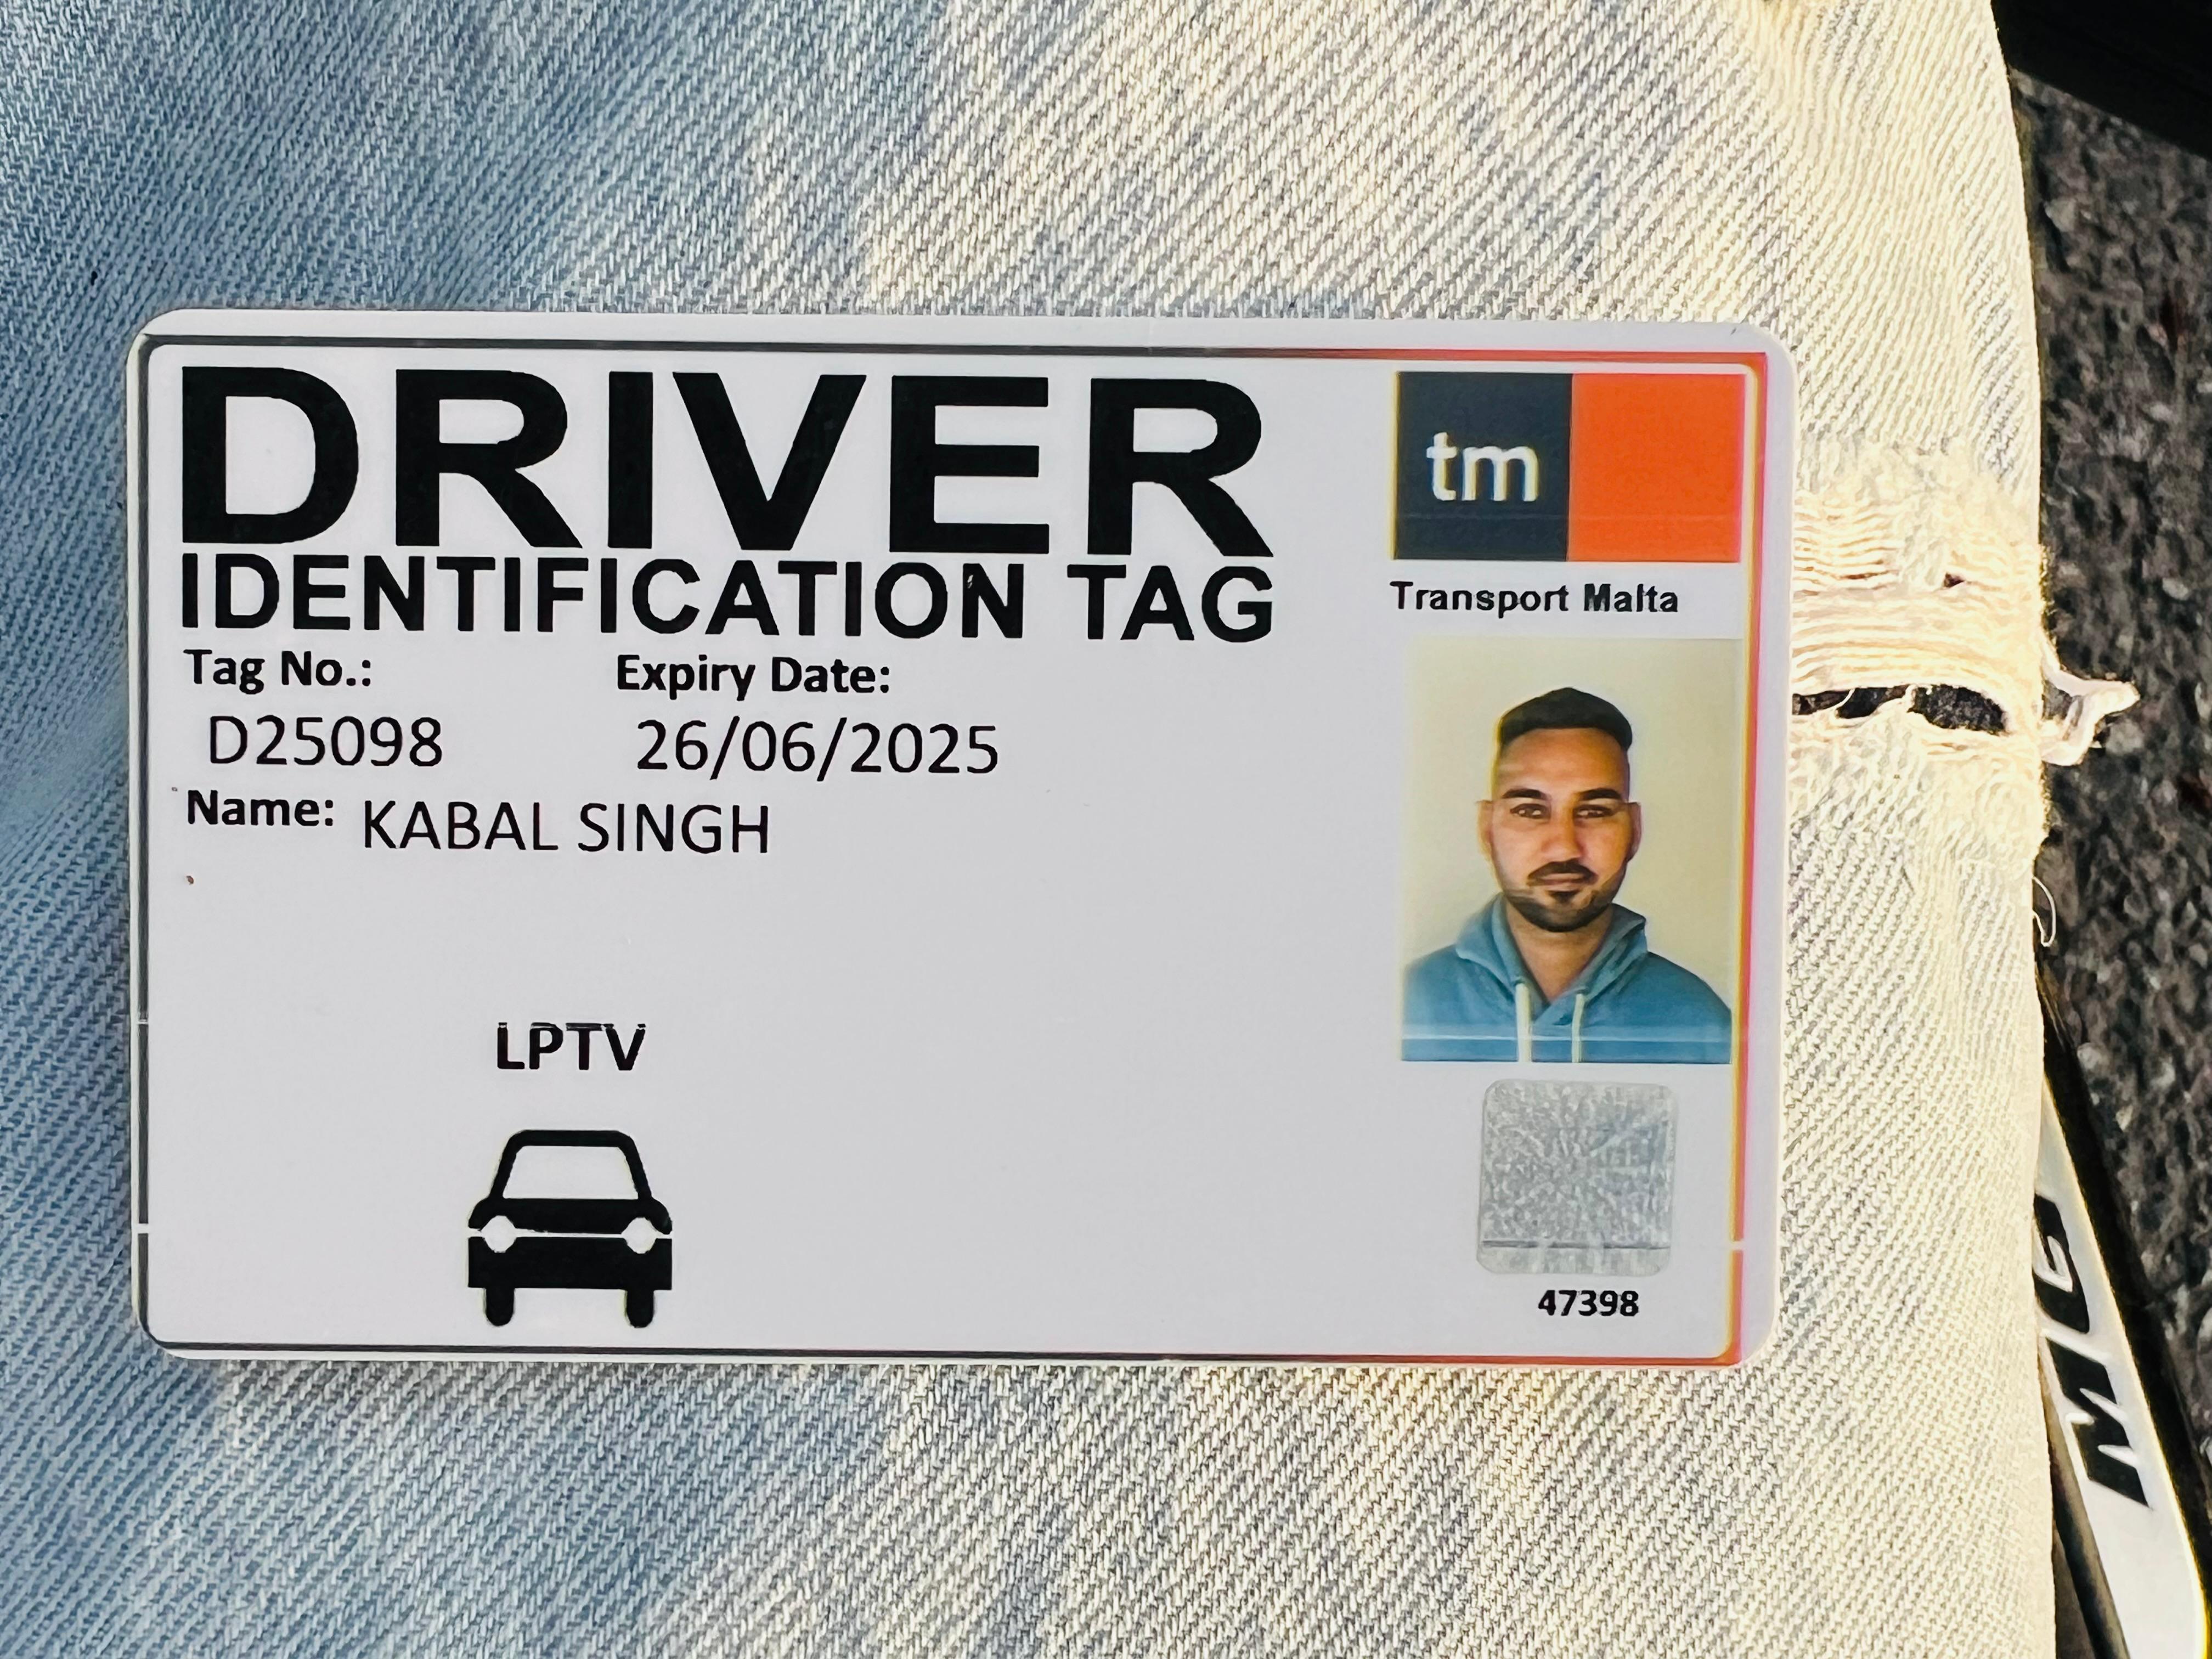 DRIVER
IDENTIFICATION TAG
tm
Transport Malta
Tag No.: Expiry Date:
D25098 26/06/2025
Name: KABAL SINGH
LPTV
47398